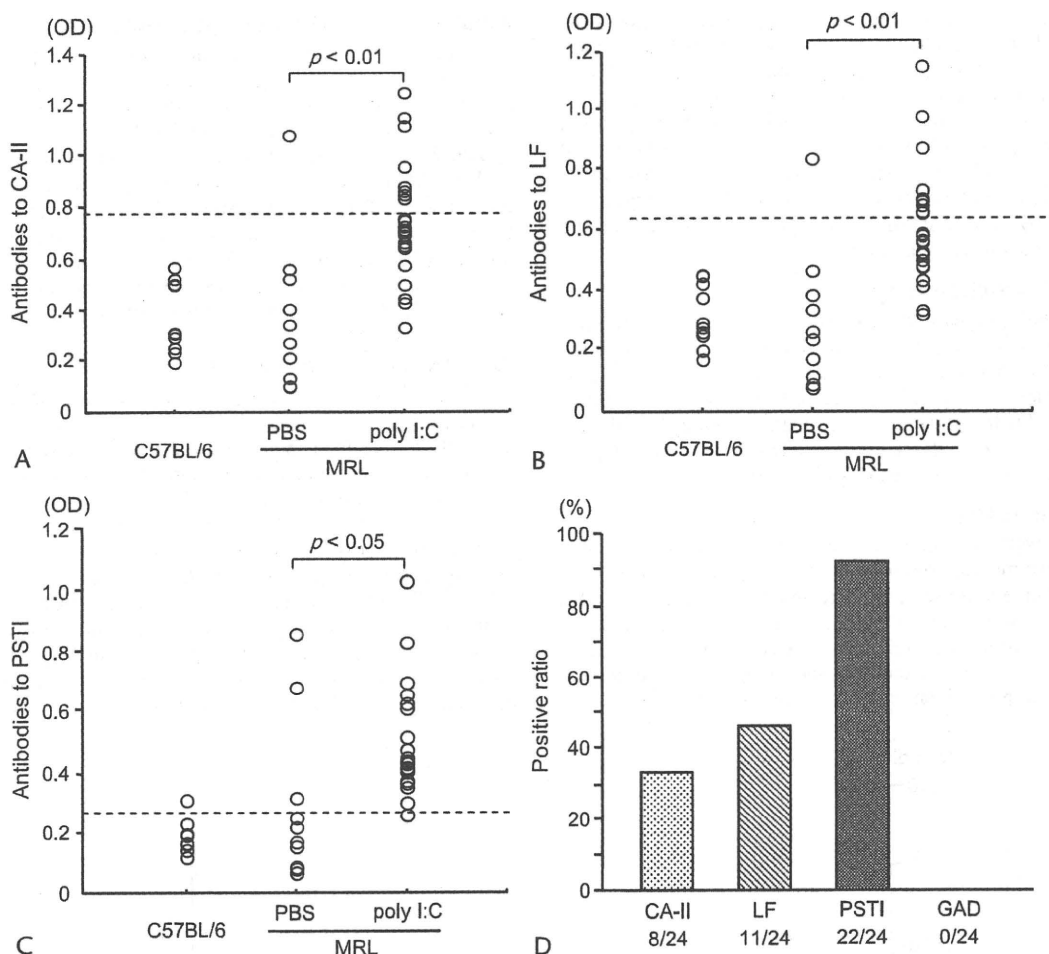 (OD)
1.4
1.2
1.0
0.8
0.6
0.4
0.2
0
Antibodies to CA-II
p < 0.01
C57BL/6
PBS
poly I:C
MRL
A
(OD)
1.2
1.0
0.8
0.6
0.4
0.2
0
Antibodies to LF
p < 0.01
C57BL/6
PBS
poly I:C
MRL
B
(OD)
1.2
1.0
0.8
0.6
0.4
0.2
0
Antibodies to PSTI
p < 0.05
C57BL/6
PBS
poly I:C
MRL
C
(%)
100
80
60
40
20
0
Positive ratio
CA-II LF PSTI GAD
8/24 11/24 22/24 0/24
D